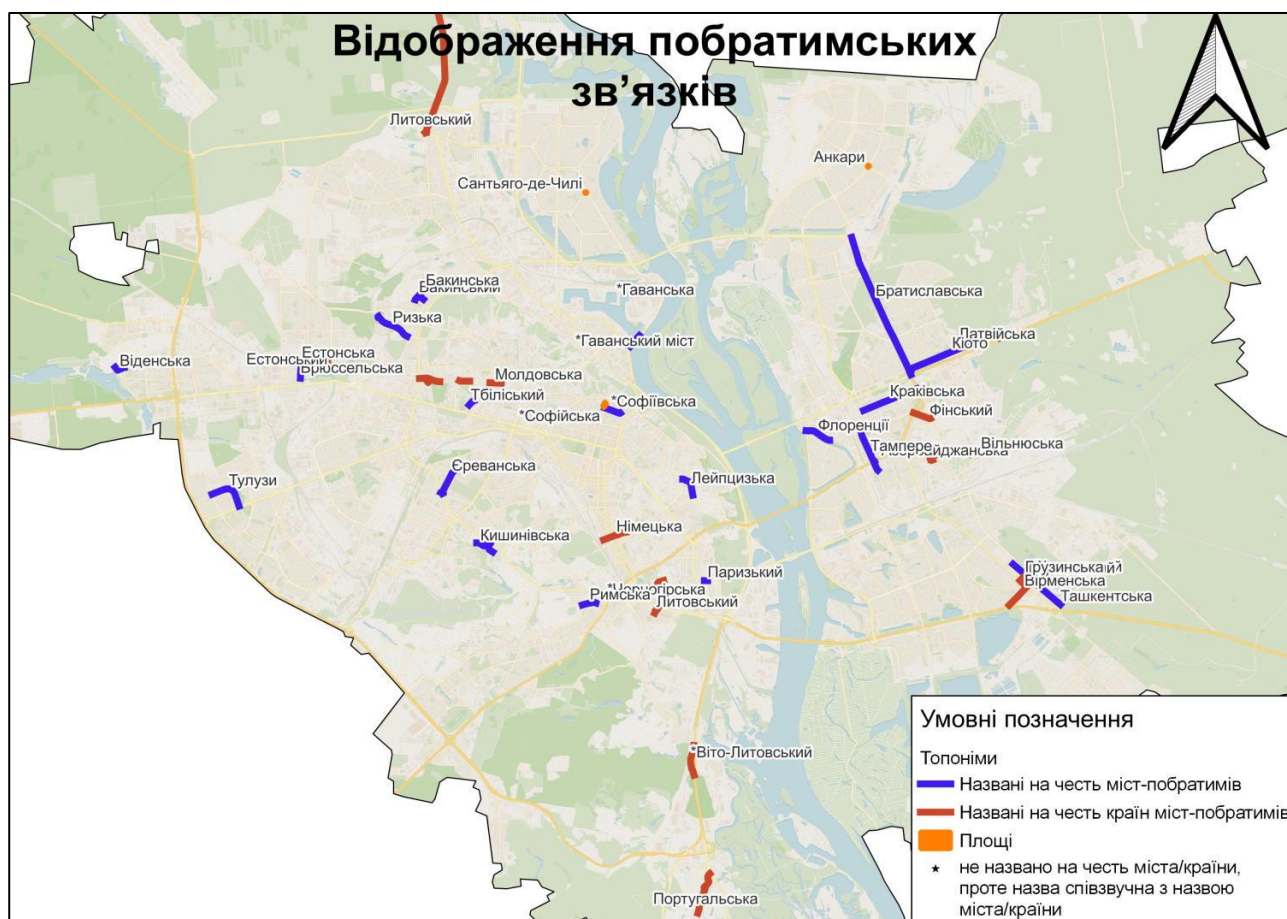 Відображення побратимських
зв’язків
Литовський
Анкари
Сантьяго-де-Чилі
Бакинська
*Гаванська
Братиславська
Ризька
*Гаванський міст
Латвійська
Кіото
Віденська
Естонська
Естонський
Брюссельська
Молдовська
Тбіліський
*Софіївська
*Софійська
Краківська
Фінський
Флоренції
Вільнюська
Тампере
Азербайджанська
Єреванська
Тулузи
Лейпцизька
Німецька
Кишинівська
Паризький
Грузинська
Вірменська
*Чорногірська
Римська
Литовський
Ташкентська
*Віто-Литовський
Португальська
Умовні позначення
Топоніми
Названі на честь міст-побратимів
Названі на честь країн міст-побратимів
Площі
★ не названо на честь міста/країни,
проте назва співзвучна з назвою
міста/країни